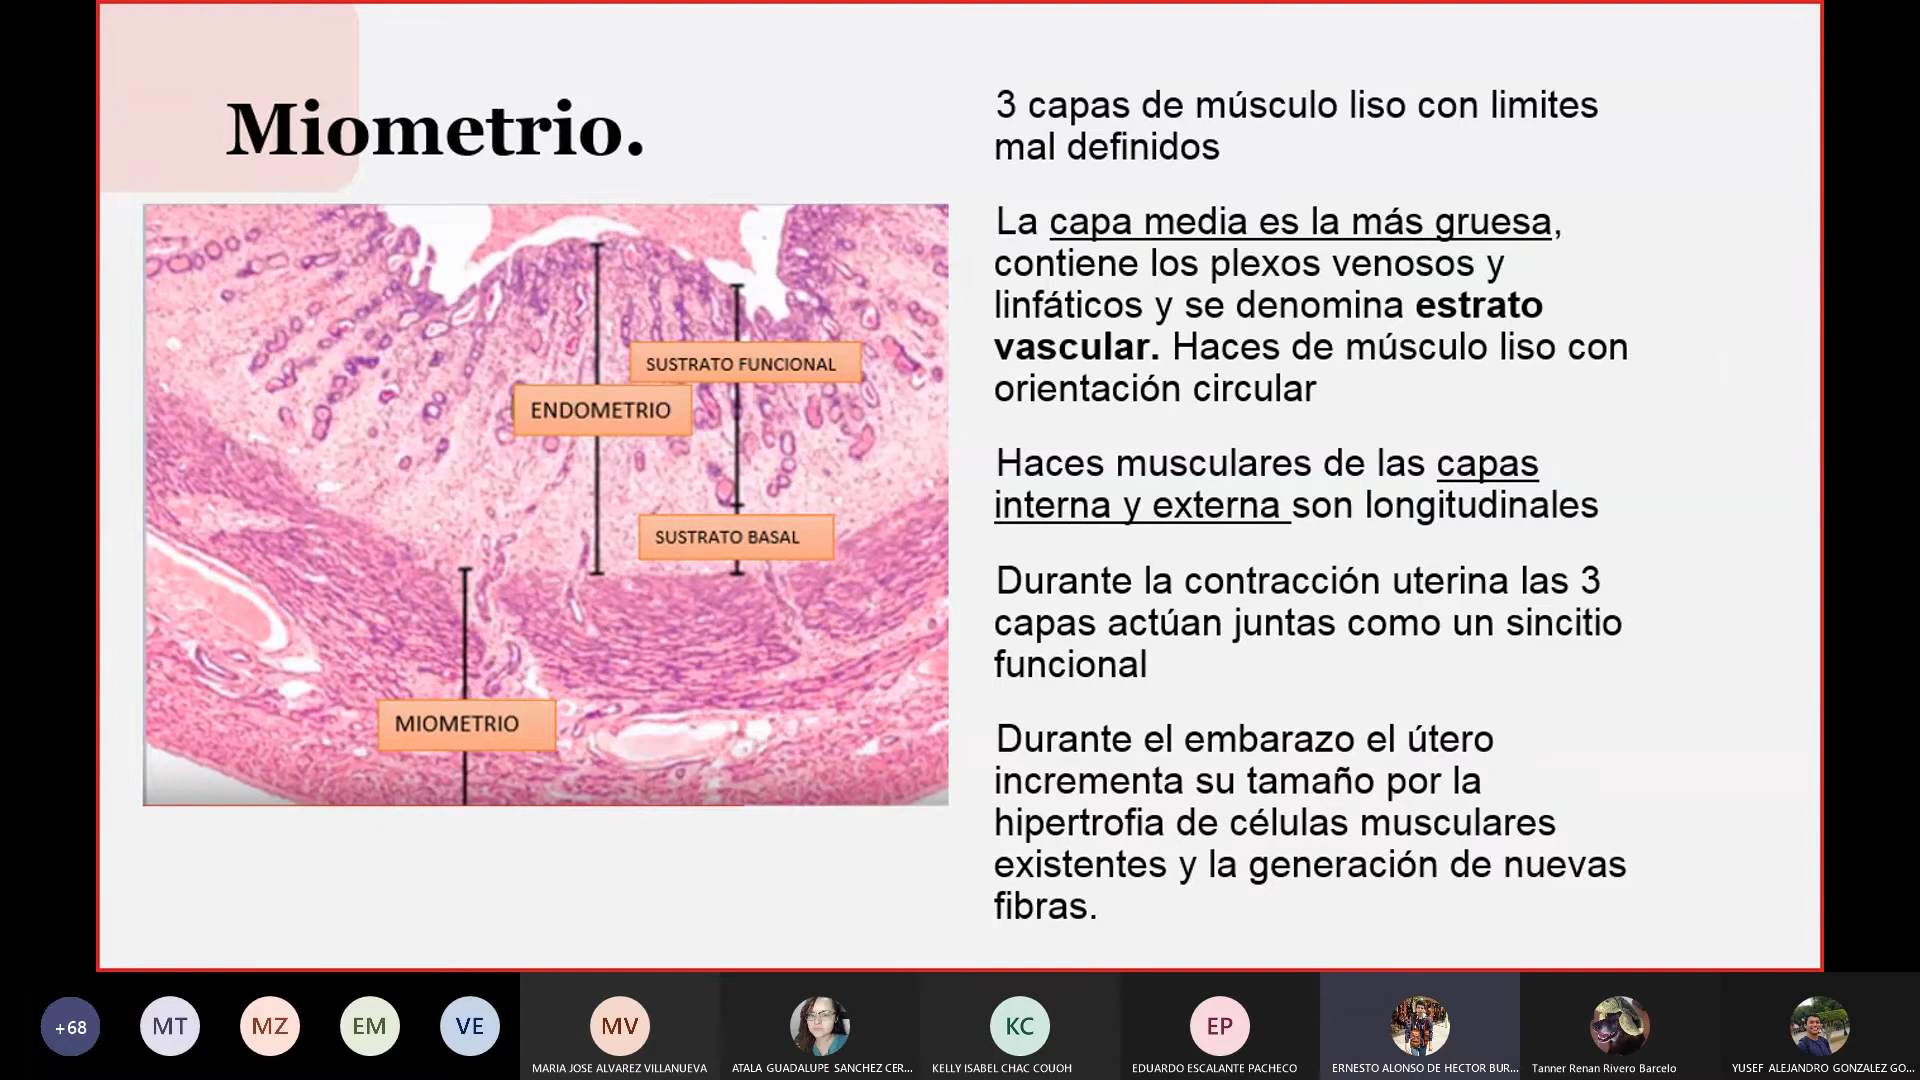 Miometrio.
SUSTRATO FUNCIONAL
ENDOMETRIO
SUSTRATO BASAL
MIOMETRIO
3 capas de músculo liso con limites
mal definidos
La capa media es la más gruesa,
contiene los plexos venosos y
linfáticos y se denomina estrato
vascular. Haces de músculo liso con
orientación circular
Haces musculares de las capas
interna y externa son longitudinales
Durante la contracción uterina las 3
capas actúan juntas como un sincitio
funcional
Durante el embarazo el útero
incrementa su tamaño por la
hipertrofia de células musculares
existentes y la generación de nuevas
fibras.
+68
MT
MZ
EM
VE
MV
KC
EP
MARIA JOSE ALVAREZ VILLANUEVA
ATALA GUADALUPE SANCHEZ CER...
KELLY ISABEL CHAC COUOH
EDUARDO ESCALANTE PACHECO
ERNESTO ALONSO DE HECTOR BUR...
Tanner Renan Rivero Barcelo
YUSEF ALEJANDRO GONZALEZ GO...